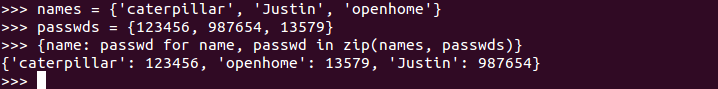 >>> names = {'caterpillar', 'Justin', 'openhome'}
>>> passwds = {123456, 987654, 13579}
>>> {name: passwd for name, passwd in zip(names, passwds)}
{'caterpillar': 123456, 'openhome': 13579, 'Justin': 987654}
>>>